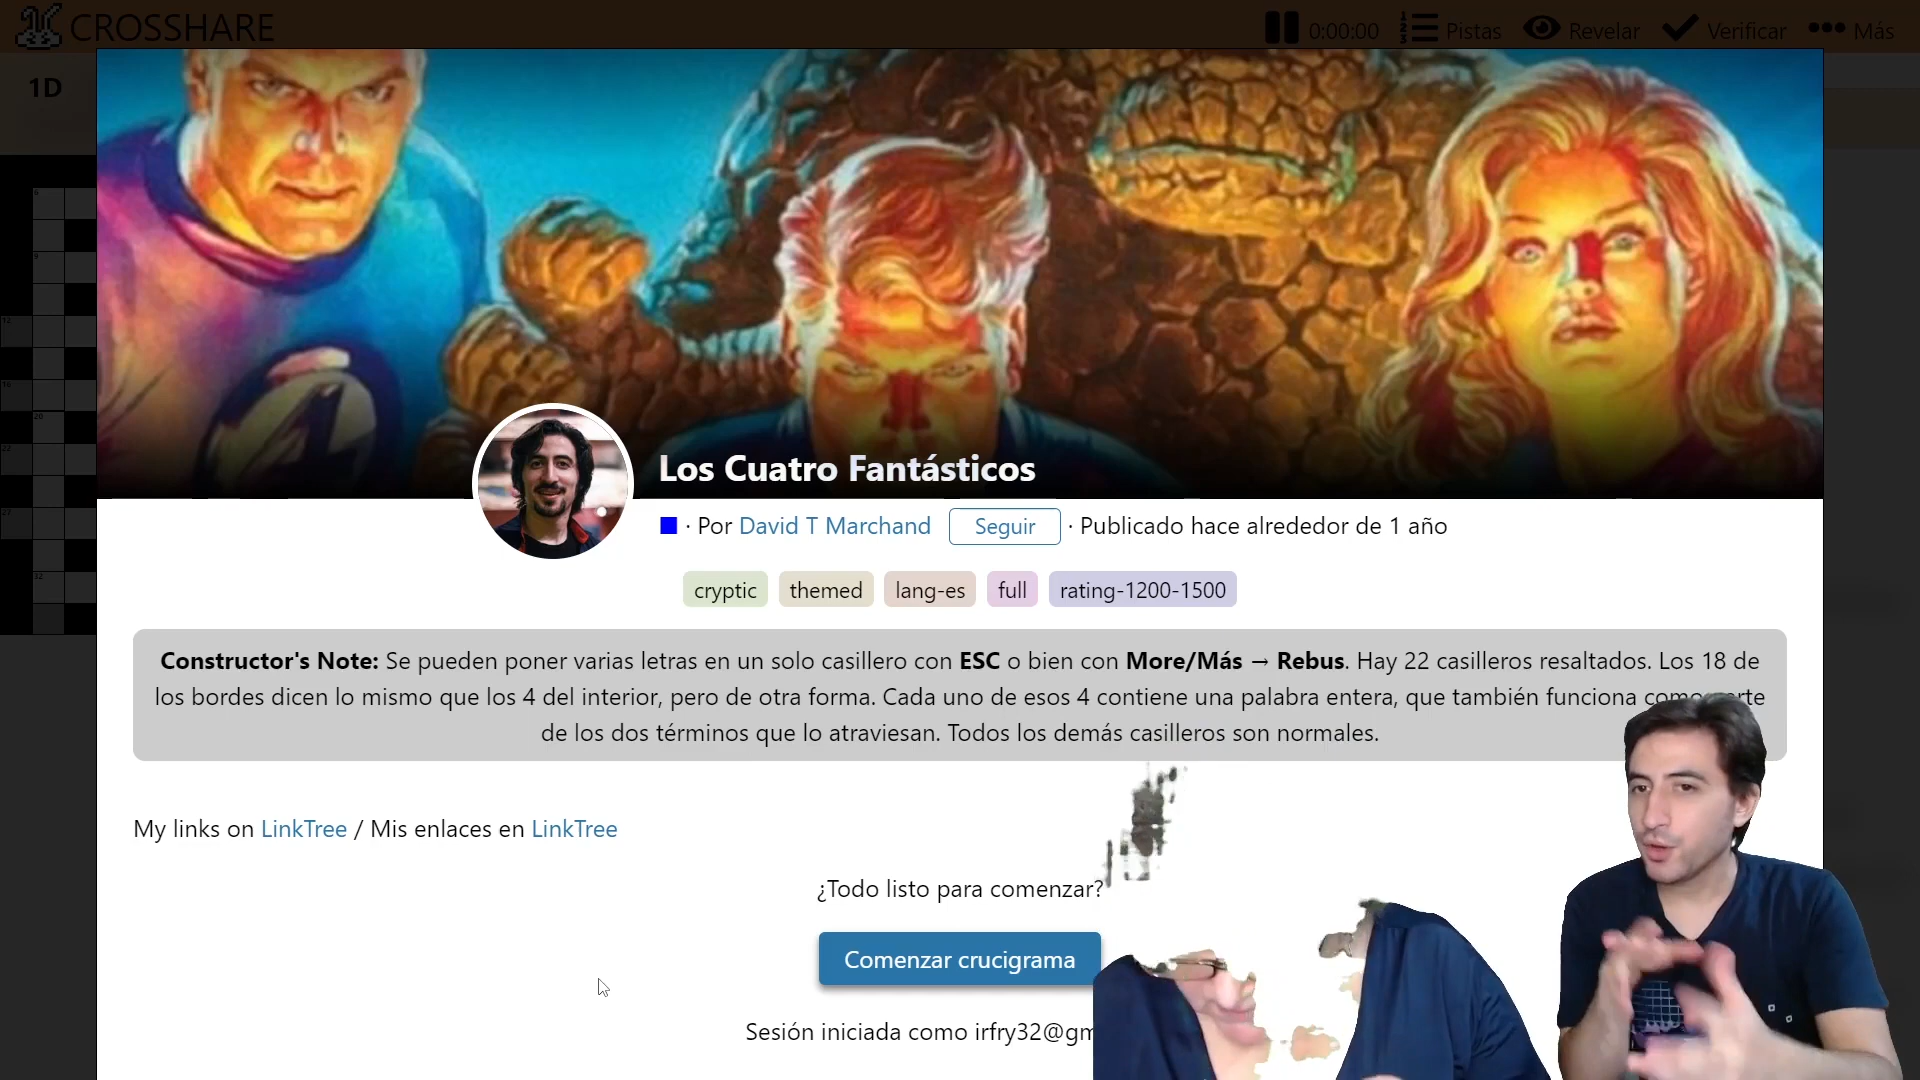 CROSSHARE
0:00:00 Pistas Revelar Verificar Más
1D
Los Cuatro Fantásticos
· Por David T Marchand Seguir · Publicado hace alrededor de 1 año
cryptic themed lang-es full rating-1200-1500
Constructor's Note: Se pueden poner varias letras en un solo casillero con ESC o bien con More/Más → Rebus. Hay 22 casilleros resaltados. Los 18 de
los bordes dicen lo mismo que los 4 del interior, pero de otra forma. Cada uno de esos 4 contiene una palabra entera, que también funciona como parte
de los dos términos que lo atraviesan. Todos los demás casilleros son normales.
My links on LinkTree / Mis enlaces en LinkTree
¿Todo listo para comenzar?
Comenzar crucigrama
Sesión iniciada como irfry32@gm